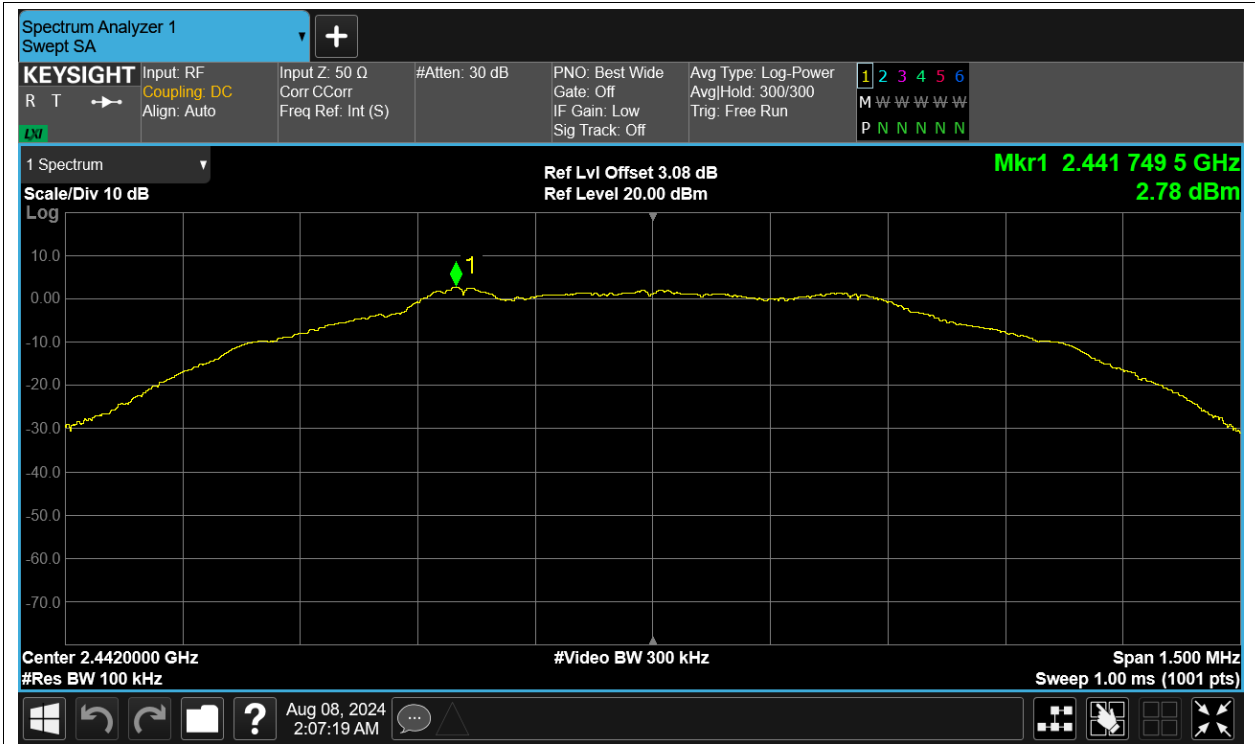 Spectrum Analyzer 1
Swept SA
KEYSIGHT
R T
LXI
Input: RF
Coupling: DC
Align: Auto
Input Z: 50 Ω
Corr CCorr
Freq Ref: Int (S)
#Atten: 30 dB
PNO: Best Wide
Gate: Off
IF Gain: Low
Sig Track: Off
Avg Type: Log-Power
Avg|Hold: 300/300
Trig: Free Run
1 2 3 4 5 6
M W W W W W
P N N N N N
1 Spectrum
Scale/Div 10 dB
Log
Ref Lvl Offset 3.08 dB
Ref Level 20.00 dBm
Mkr1 2.441 749 5 GHz
2.78 dBm
1
10.0
0.00
-10.0
-20.0
-30.0
-40.0
-50.0
-60.0
-70.0
Center 2.4420000 GHz
#Res BW 100 kHz
#Video BW 300 kHz
Span 1.500 MHz
Sweep 1.00 ms (1001 pts)
?
Aug 08, 2024
2:07:19 AM